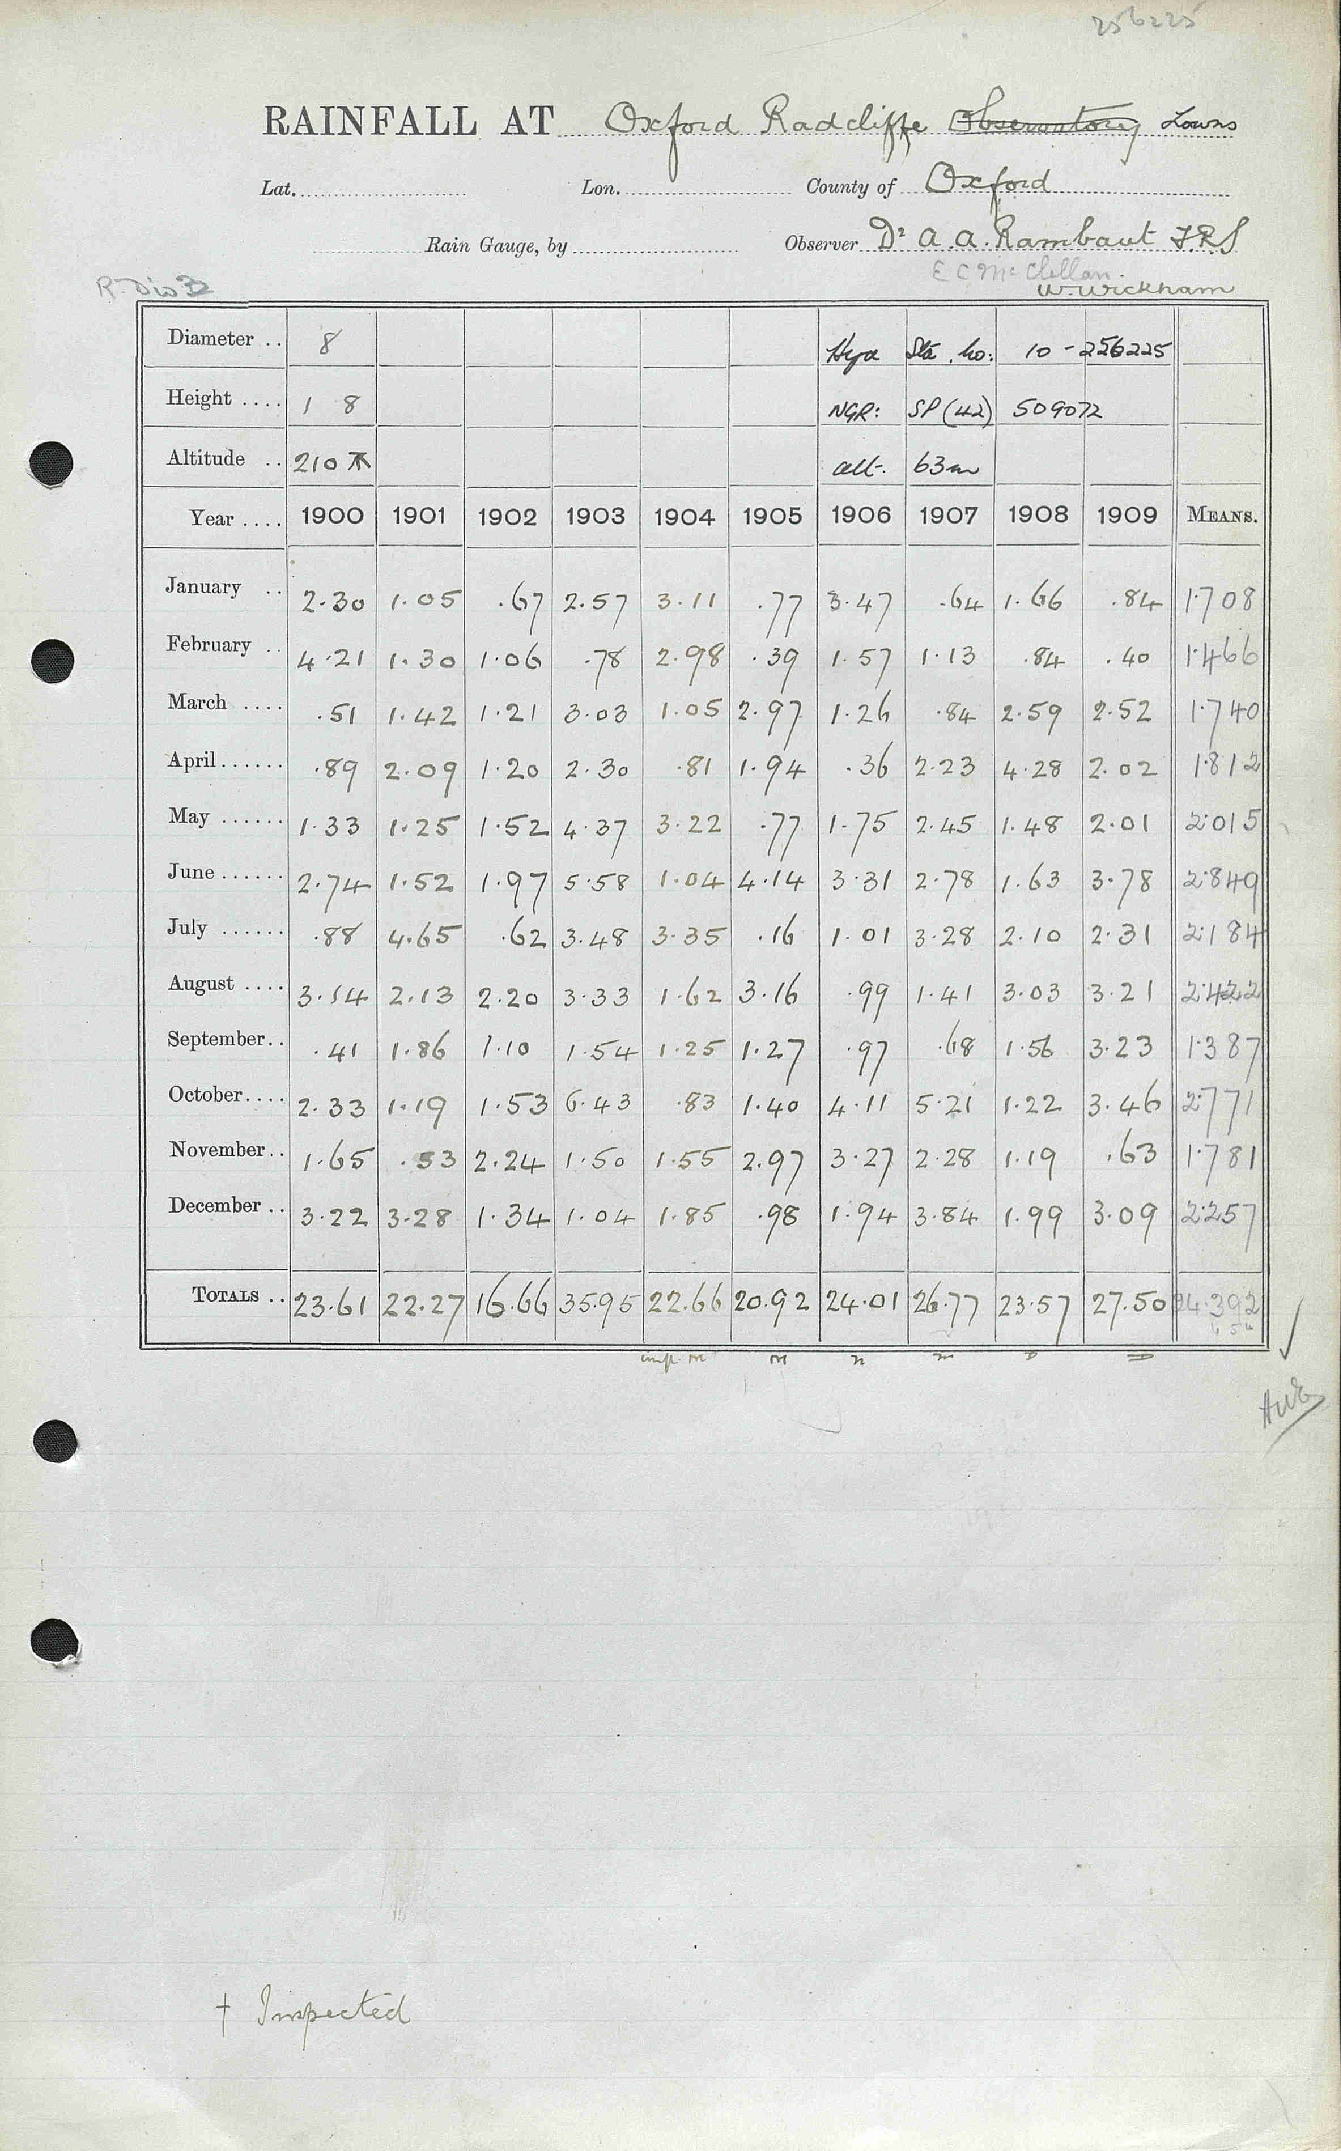 256225
RAINFALL AT Oxford Radcliffe Observatory Lawns
Lat. Lon. County of Oxford
Rain Gauge, by Observer Dr A. A. Rambaut F.R.S
E C McClellan.
R. Div 32 W. Wickham
Diameter .. 8 Hyd Sta. no: 10 - 256225
Height .... 1 8 NGR: SP (42) 509072
Altitude .. 210 alt. 63m
Year .... 1900 1901 1902 1903 1904 1905 1906 1907 1908 1909 MEANS.
January .. 2.30 1.05 .67 2.57 3.11 .77 3.47 .64 1.66 .84 1.708
February .. 4.21 1.30 1.06 .78 2.98 .39 1.57 1.13 .84 .40 1.466
March .... .51 1.42 1.21 3.03 1.05 2.97 1.26 .84 2.59 2.52 1.740
April ...... .89 2.09 1.20 2.30 .81 1.94 .36 2.23 4.28 2.02 1.812
May ...... 1.33 1.25 1.52 4.37 3.22 .77 1.75 2.45 1.48 2.01 2.015
June ...... 2.74 1.52 1.97 5.58 1.04 4.14 3.31 2.78 1.63 3.78 2.849
July ...... .88 4.65 .62 3.48 3.35 .16 1.01 3.28 2.10 2.31 2.184
August .... 3.14 2.13 2.20 3.33 1.62 3.16 .99 1.41 3.03 3.21 2.422
September.. .41 1.86 1.10 1.54 1.25 1.27 .97 .68 1.56 3.23 1.387
October.... 2.33 1.19 1.53 6.43 .83 1.40 4.11 5.21 1.22 3.46 2.771
November.. 1.65 .53 2.24 1.50 1.55 2.97 3.27 2.28 1.19 .63 1.781
December .. 3.22 3.28 1.34 1.04 1.85 .98 1.94 3.84 1.99 3.09 2.257
TOTALS .. 23.61 22.27 16.66 35.95 22.66 20.92 24.01 26.77 23.57 27.50 24.392
† Inspected